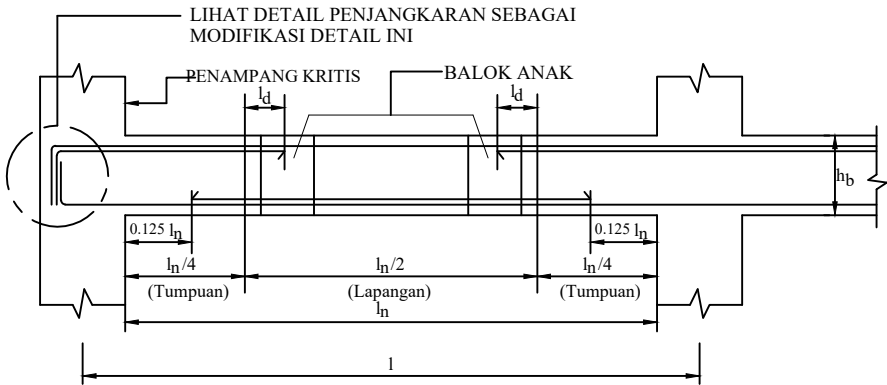 LIHAT DETAIL PENJANGKARAN SEBAGAI
MODIFIKASI DETAIL INI
PENAMPANG KRITIS
BALOK ANAK
ld
ld
hb
0.125 ln
0.125 ln
ln/4
ln/2
ln/4
(Tumpuan)
(Lapangan)
(Tumpuan)
ln
l